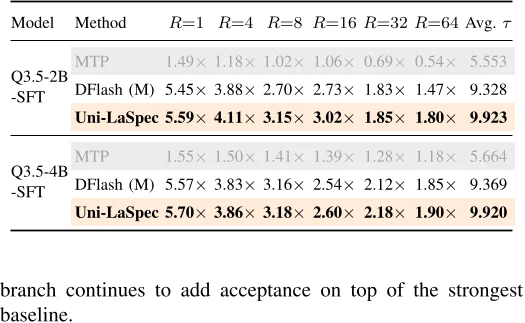 Model Method R=1 R=4 R=8 R=16 R=32 R=64 Avg. τ
MTP 1.49× 1.18× 1.02× 1.06× 0.69× 0.54× 5.553
Q3.5-2B
-SFT
DFlash (M) 5.45× 3.88× 2.70× 2.73× 1.83× 1.47× 9.328
Uni-LaSpec 5.59× 4.11× 3.15× 3.02× 1.85× 1.80× 9.923
MTP 1.55× 1.50× 1.41× 1.39× 1.28× 1.18× 5.664
Q3.5-4B
-SFT
DFlash (M) 5.57× 3.83× 3.16× 2.54× 2.12× 1.85× 9.369
Uni-LaSpec 5.70× 3.86× 3.18× 2.60× 2.18× 1.90× 9.920
branch continues to add acceptance on top of the strongest
baseline.